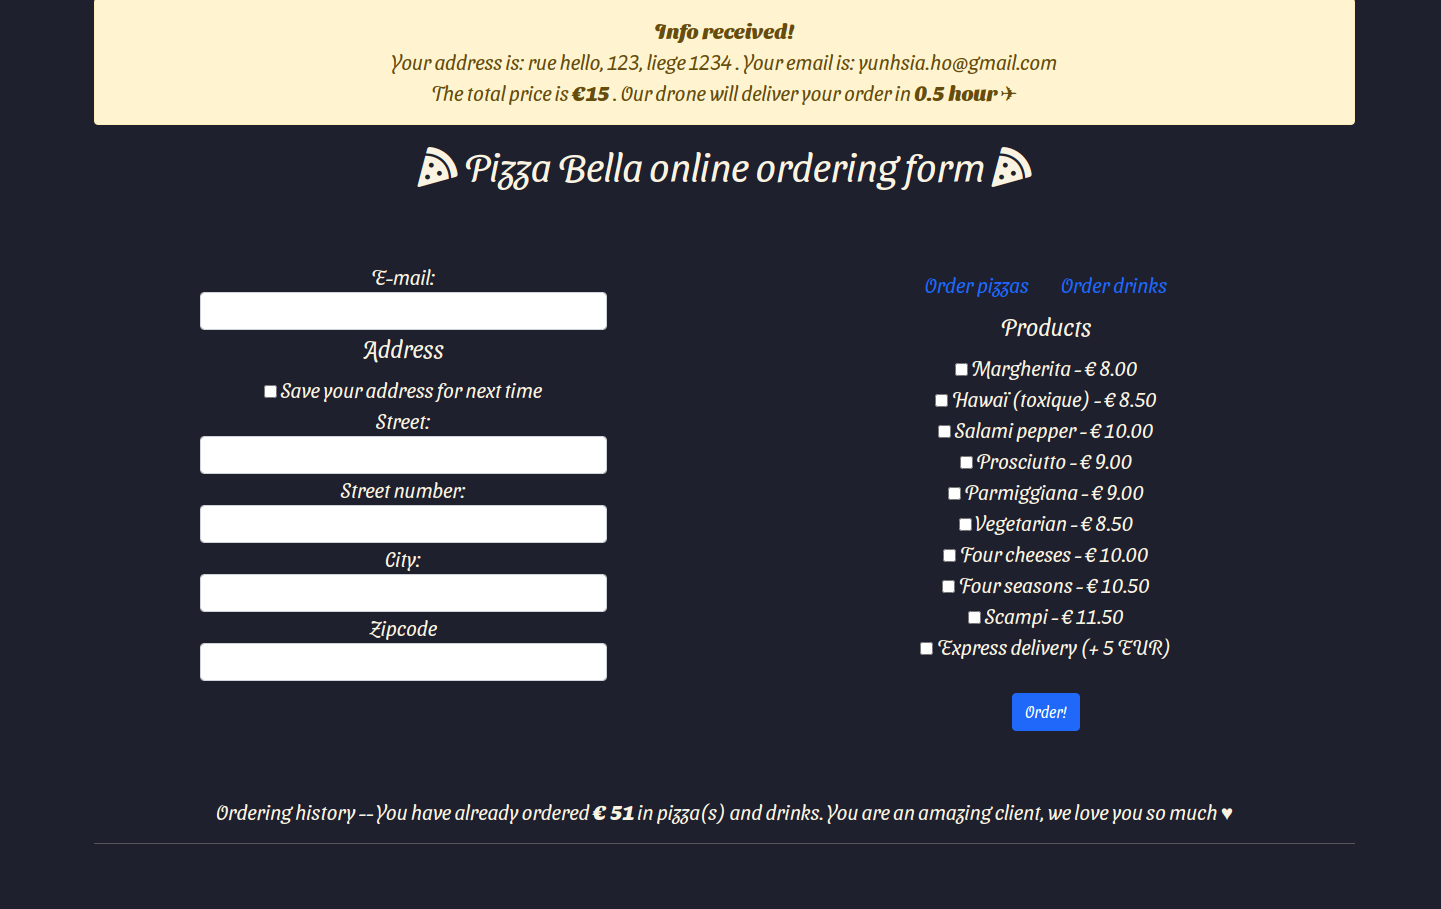 Info received!
Your address is: rue hello, 123, liege 1234 . Your email is: yunhsia.ho@gmail.com
The total price is €15 . Our drone will deliver your order in 0.5 hour ✈
Pizza Bella online ordering form
E-mail:
Address
Save your address for next time
Street:
Street number:
City:
Zipcode
Order pizzas Order drinks
Products
Margherita - € 8.00
Hawaï (toxique) - € 8.50
Salami pepper - € 10.00
Prosciutto - € 9.00
Parmiggiana - € 9.00
Vegetarian - € 8.50
Four cheeses - € 10.00
Four seasons - € 10.50
Scampi - € 11.50
Express delivery (+ 5 EUR)
Order!
Ordering history -- You have already ordered € 51 in pizza(s) and drinks. You are an amazing client, we love you so much ♥